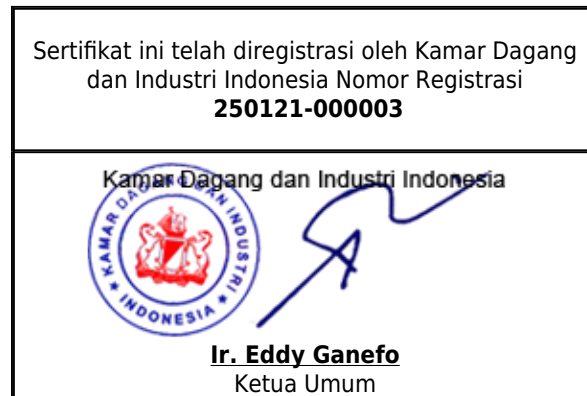 Sertifikat ini telah diregistrasi oleh Kamar Dagang
dan Industri Indonesia Nomor Registrasi
250121-000003
Kamar Dagang dan Industri Indonesia
KAMAR DAGANG DAN INDUSTRI
INDONESIA
Ir. Eddy Ganefo
Ketua Umum